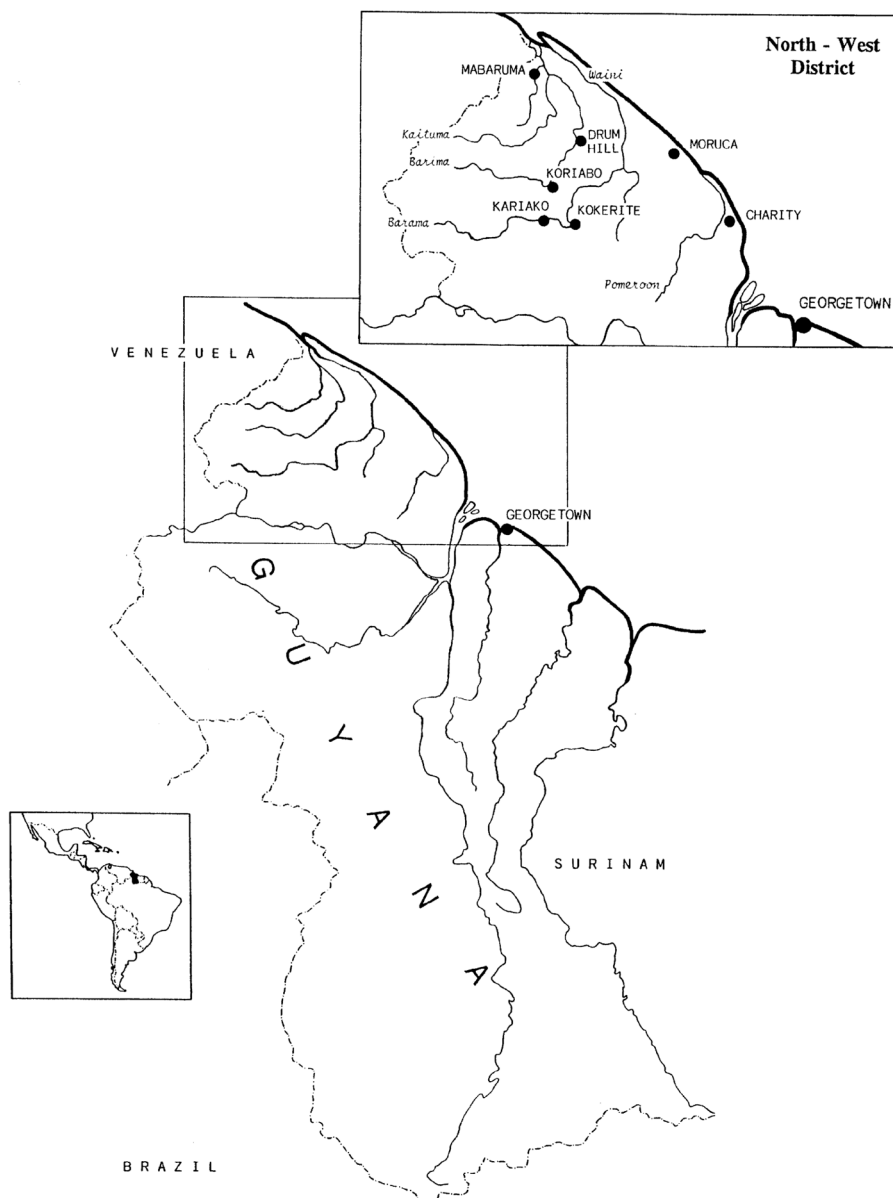 North - West
District
MABARUMA
Waini
Kaituma
DRUM
HILL
MORUCA
Barima
KORIABO
KARIAKO
KOKERITE
Barama
CHARITY
Pomeroon
GEORGETOWN
VENEZUELA
GEORGETOWN
GUYANA
SURINAM
BRAZIL